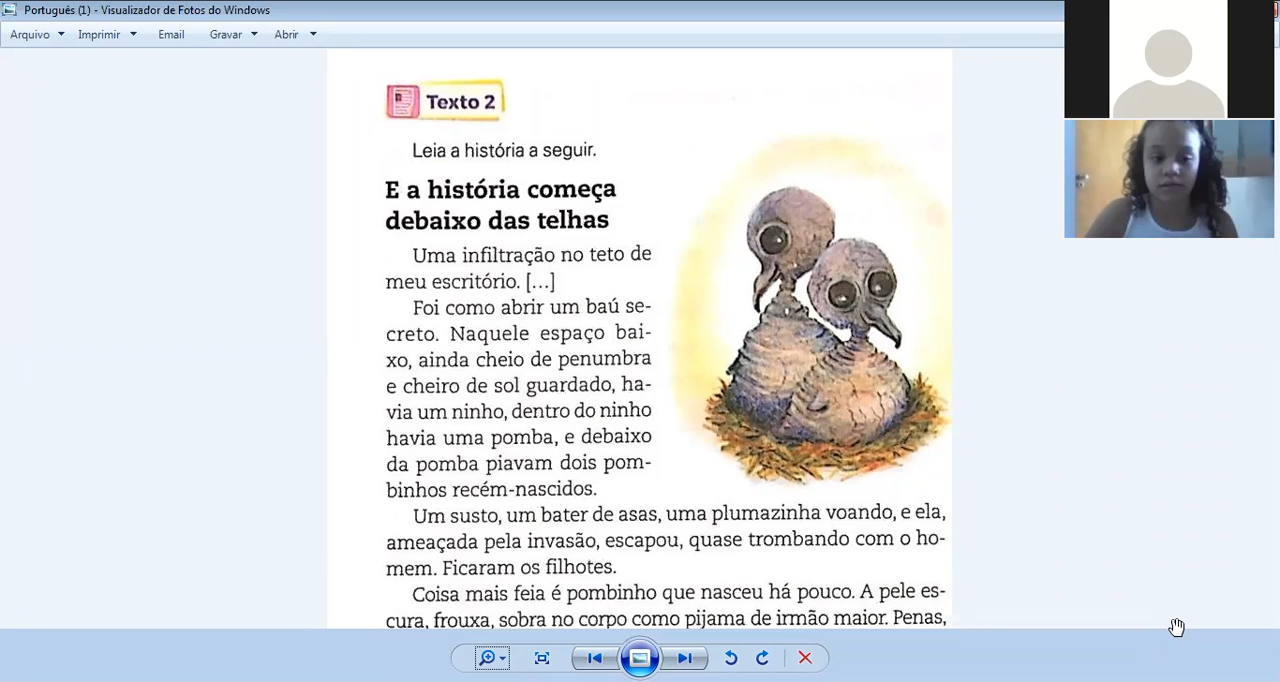 Português (1) - Visualizador de Fotos do Windows
Arquivo Imprimir Email Gravar Abrir
Texto 2
Leia a história a seguir.
E a história começa
debaixo das telhas
Uma infiltração no teto de
meu escritório. [...]
Foi como abrir um baú se-
creto. Naquele espaço bai-
xo, ainda cheio de penumbra
e cheiro de sol guardado, ha-
via um ninho, dentro do ninho
havia uma pomba, e debaixo
da pomba piavam dois pom-
binhos recém-nascidos.
Um susto, um bater de asas, uma plumazinha voando, e ela,
ameaçada pela invasão, escapou, quase trombando com o ho-
mem. Ficaram os filhotes.
Coisa mais feia é pombinho que nasceu há pouco. A pele es-
cura, frouxa, sobra no corpo como pijama de irmão maior. Penas,